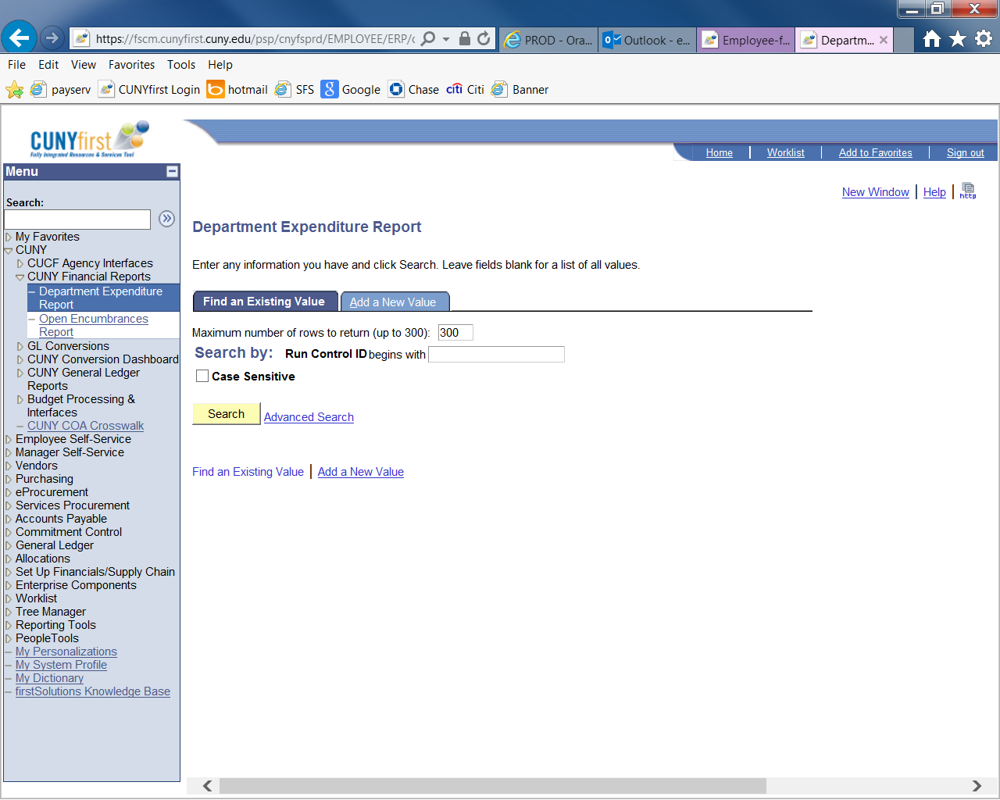 https://fscm.cunyfirst.cuny.edu/psp/cnyfsprd/EMPLOYEE/ERP/c
PROD - Ora...
Outlook - e...
Employee-f...
Departm...
File Edit View Favorites Tools Help
payserv
CUNYfirst Login
hotmail
SFS
Google
Chase
citi Citi
Banner
CUNYfirst
Fully Integrated Resources & Services Tool
Home
Worklist
Add to Favorites
Sign out
Menu
Search:
My Favorites
CUNY
CUCF Agency Interfaces
CUNY Financial Reports
Department Expenditure
Report
Open Encumbrances
Report
GL Conversions
CUNY Conversion Dashboard
CUNY General Ledger
Reports
Budget Processing &
Interfaces
CUNY COA Crosswalk
Employee Self-Service
Manager Self-Service
Vendors
Purchasing
eProcurement
Services Procurement
Accounts Payable
Commitment Control
General Ledger
Allocations
Set Up Financials/Supply Chain
Enterprise Components
Worklist
Tree Manager
Reporting Tools
PeopleTools
My Personalizations
My System Profile
My Dictionary
firstSolutions Knowledge Base
New Window
Help
http
Department Expenditure Report
Enter any information you have and click Search. Leave fields blank for a list of all values.
Find an Existing Value
Add a New Value
Maximum number of rows to return (up to 300): 300
Search by: Run Control ID begins with
Case Sensitive
Search Advanced Search
Find an Existing Value Add a New Value